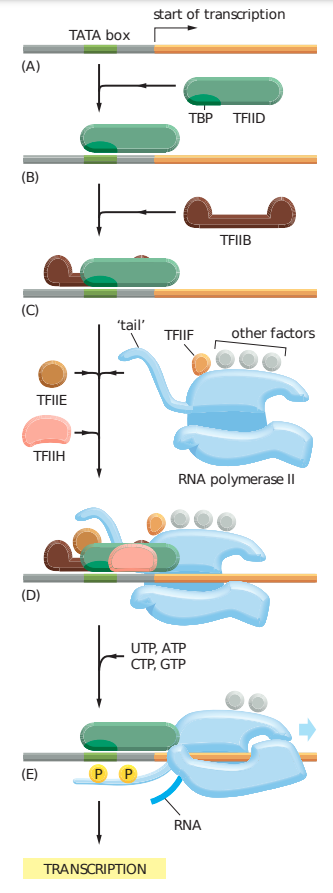 start of transcription
TATA box
(A)
TBP TFIID
(B)
TFIIB
(C)
‘tail’
TFIIF
other factors
TFIIE
TFIIH
RNA polymerase II
(D)
UTP, ATP
CTP, GTP
(E)
P P
RNA
TRANSCRIPTION